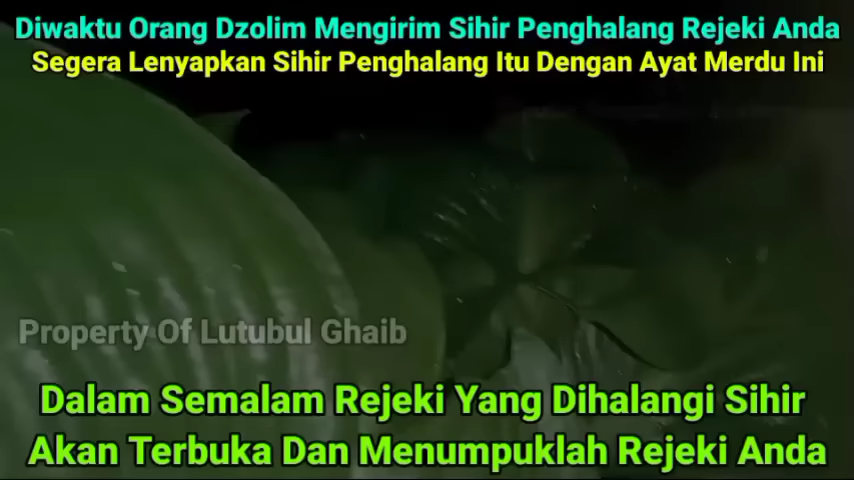 Diwaktu Orang Dzolim Mengirim Sihir Penghalang Rejeki Anda
Segera Lenyapkan Sihir Penghalang Itu Dengan Ayat Merdu Ini
Property Of Lutubul Ghaib
Dalam Semalam Rejeki Yang Dihalangi Sihir
Akan Terbuka Dan Menumpuklah Rejeki Anda